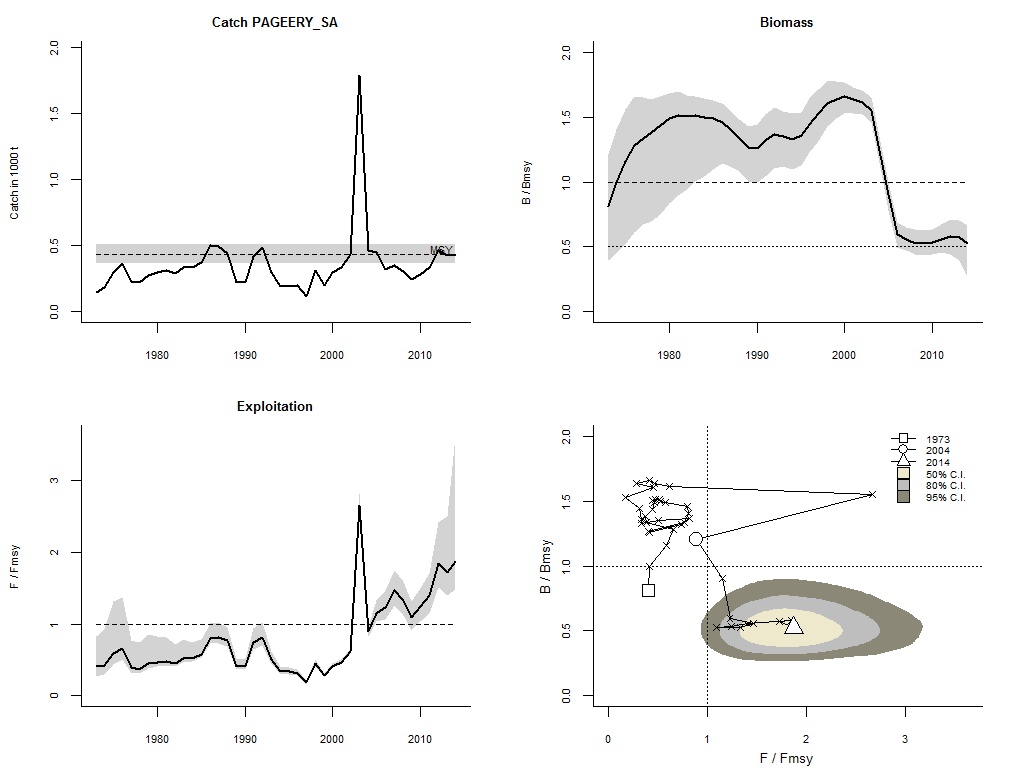 Catch PAGEERY_SA
Catch in 1000 t
2.0
1.5
1.0
0.5
0.0
MSY
1980 1990 2000 2010
Biomass
B / Bmsy
2.0
1.5
1.0
0.5
0.0
1980 1990 2000 2010
Exploitation
F / Fmsy
3
2
1
0
1980 1990 2000 2010
B / Bmsy
2.0
1.5
1.0
0.5
0.0
1973
2004
2014
50% C.I.
80% C.I.
95% C.I.
0 1 2 3
F / Fmsy